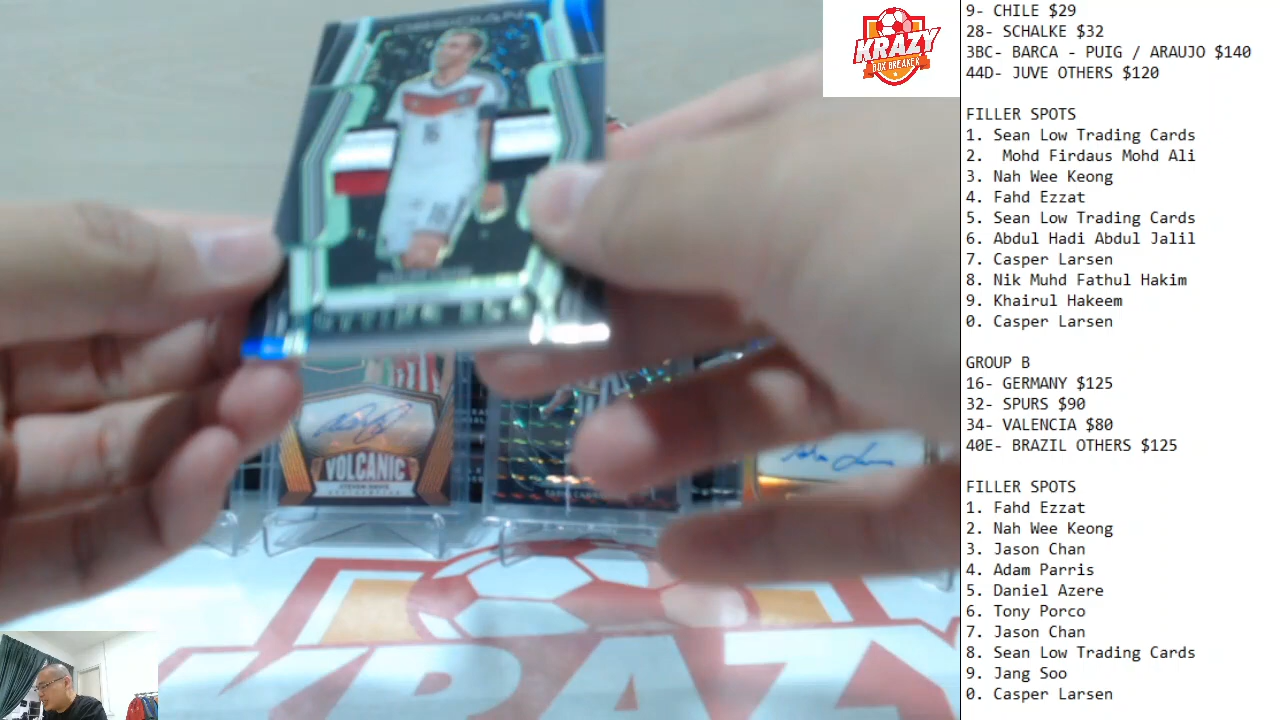 KRAZY
BOX BREAKER
9- CHILE $29
28- SCHALKE $32
3BC- BARCA - PUIG / ARAUJO $140
44D- JUVE OTHERS $120
FILLER SPOTS
1. Sean Low Trading Cards
2. Mohd Firdaus Mohd Ali
3. Nah Wee Keong
4. Fahd Ezzat
5. Sean Low Trading Cards
6. Abdul Hadi Abdul Jalil
7. Casper Larsen
8. Nik Muhd Fathul Hakim
9. Khairul Hakeem
0. Casper Larsen
GROUP B
16- GERMANY $125
32- SPURS $90
34- VALENCIA $80
40E- BRAZIL OTHERS $125
FILLER SPOTS
1. Fahd Ezzat
2. Nah Wee Keong
3. Jason Chan
4. Adam Parris
5. Daniel Azere
6. Tony Porco
7. Jason Chan
8. Sean Low Trading Cards
9. Jang Soo
0. Casper Larsen
16
16
VOLCANIC
KRAZ